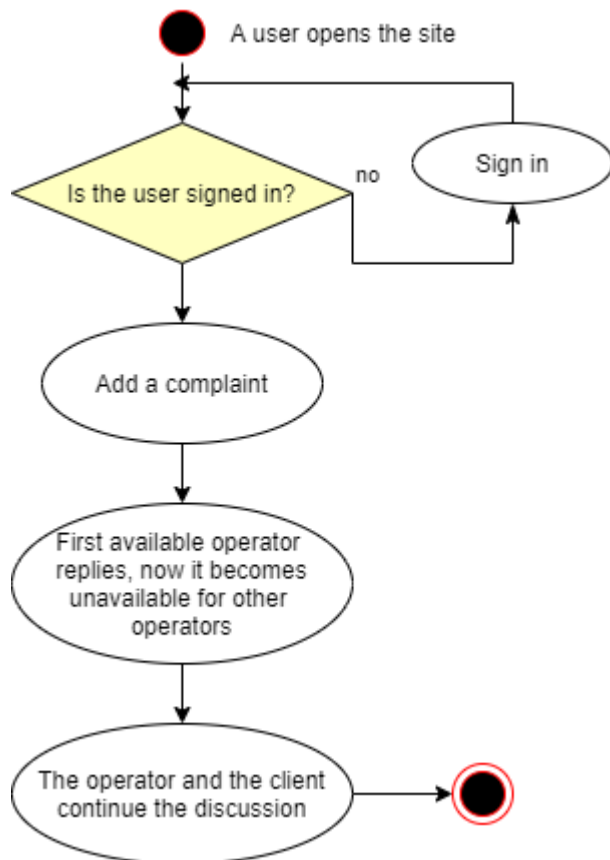 A user opens the site
Is the user signed in?
no
Sign in
Add a complaint
First available operator
replies, now it becomes
unavailable for other
operators
The operator and the client
continue the discussion